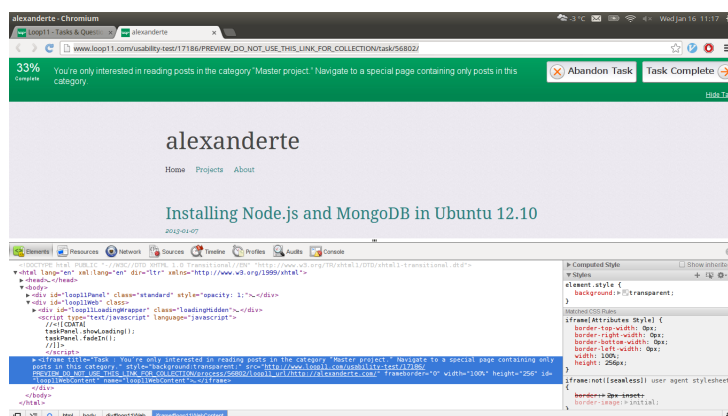 alexanderte - Chromium
-3 °C
Wed Jan 16 11:17
Loop11 - Tasks & Questi
alexanderte
www.loop11.com/usability-test/17186/PREVIEW_DO_NOT_USE_THIS_LINK_FOR_COLLECTION/task/56802/
33%
Complete
You're only interested in reading posts in the category "Master project." Navigate to a special page containing only posts in this
category.
Abandon Task
Task Complete
Hide Ta
alexanderte
Home Projects About
Installing Node.js and MongoDB in Ubuntu 12.10
2013-01-07
Elements Resources Network Sources Timeline Profiles Audits Console
<!DOCTYPE html PUBLIC "-//W3C//DTD XHTML 1.0 Transitional//EN" "http://www.w3.org/TR/xhtml1/DTD/xhtml1-transitional.dtd">
▼<html lang="en" xml:lang="en" dir="ltr" xmlns="http://www.w3.org/1999/xhtml">
▶<head>…</head>
▼<body>
▶<div id="loop11Panel" class="standard" style="opacity: 1;">…</div>
▼<div id="loop11Web" class>
▶<div id="loop11LoadingWrapper" class="loadingHidden">…</div>
<script type="text/javascript" language="javascript">
//<![CDATA[
taskPanel.showLoading();
taskPanel.fadeIn();
//]]>
</script>
▶<iframe title="Task : You're only interested in reading posts in the category "Master project." Navigate to a special page containing only
posts in this category." style="background:transparent;" src="http://www.loop11.com/usability-test/17186/
PREVIEW_DO_NOT_USE_THIS_LINK_FOR_COLLECTION/process/56802/loop11_url/http://alexanderte.com/" frameborder="0" width="100%" height="256" id=
"loop11WebContent" name="loop11WebContent">…</iframe>
</div>
</body>
</html>
▶ Computed Style Show inherite
▼ Styles
element.style {
background:▶ transparent;
}
Matched CSS Rules
iframe[Attributes Style] {
border-top-width: 0px;
border-right-width: 0px;
border-bottom-width: 0px;
border-left-width: 0px;
width: 100%;
height: 256px;
}
iframe:not([seamless]) user agent styleshee
{
border:▶ 2px inset;
border-image:▶ initial;
}
html body div#loop11Web iframe#loop11WebContent